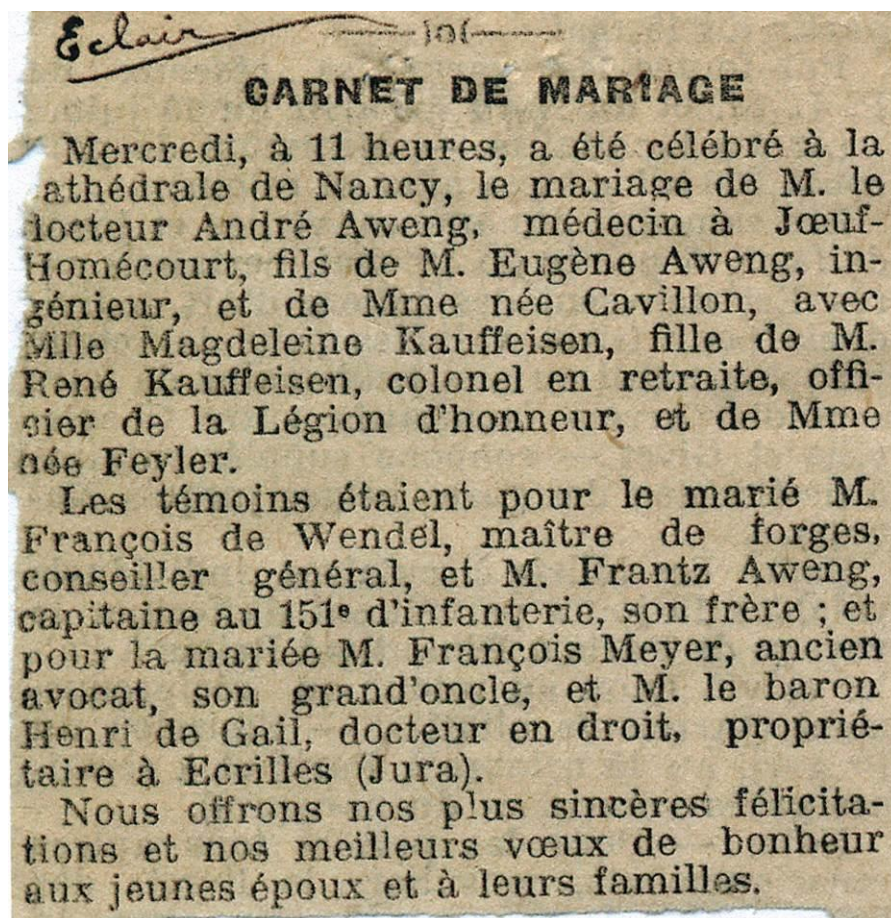 Eclair
CARNET DE MARIAGE
Mercredi, à 11 heures, a été célébré à la
athédrale de Nancy, le mariage de M. le
docteur André Aweng, médecin à Jœuf-
Homécourt, fils de M. Eugène Aweng, in-
génieur, et de Mme née Cavillon, avec
Mlle Magdeleine Kauffeisen, fille de M.
René Kauffeisen, colonel en retraite, offi-
cier de la Légion d'honneur, et de Mme
née Feyler.
Les témoins étaient pour le marié M.
François de Wendel, maître de forges,
conseiller général, et M. Frantz Aweng,
capitaine au 151e d'infanterie, son frère ; et
pour la mariée M. François Meyer, ancien
avocat, son grand'oncle, et M. le baron
Henri de Gail, docteur en droit, proprié-
taire à Ecrilles (Jura).
Nous offrons nos plus sincères félicita-
tions et nos meilleurs vœux de bonheur
aux jeunes époux et à leurs familles.